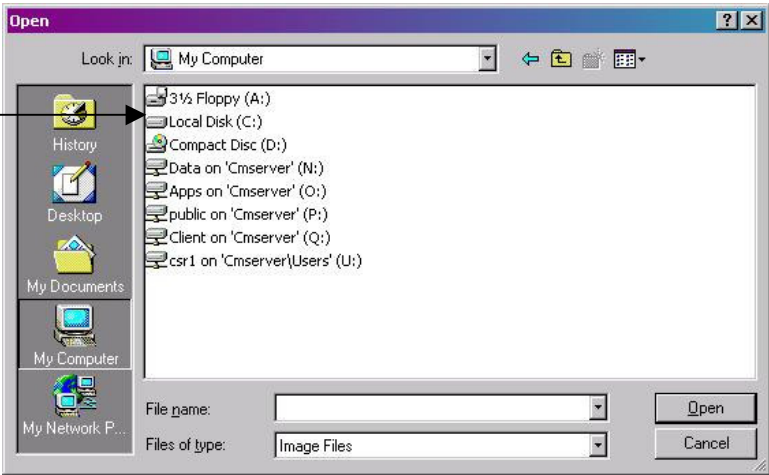 Open
Look in: My Computer
History
Desktop
My Documents
My Computer
My Network P...
3½ Floppy (A:)
Local Disk (C:)
Compact Disc (D:)
Data on 'Cmserver' (N:)
Apps on 'Cmserver' (O:)
public on 'Cmserver' (P:)
Client on 'Cmserver' (Q:)
csr1 on 'Cmserver\Users' (U:)
File name:
Open
Files of type: Image Files
Cancel